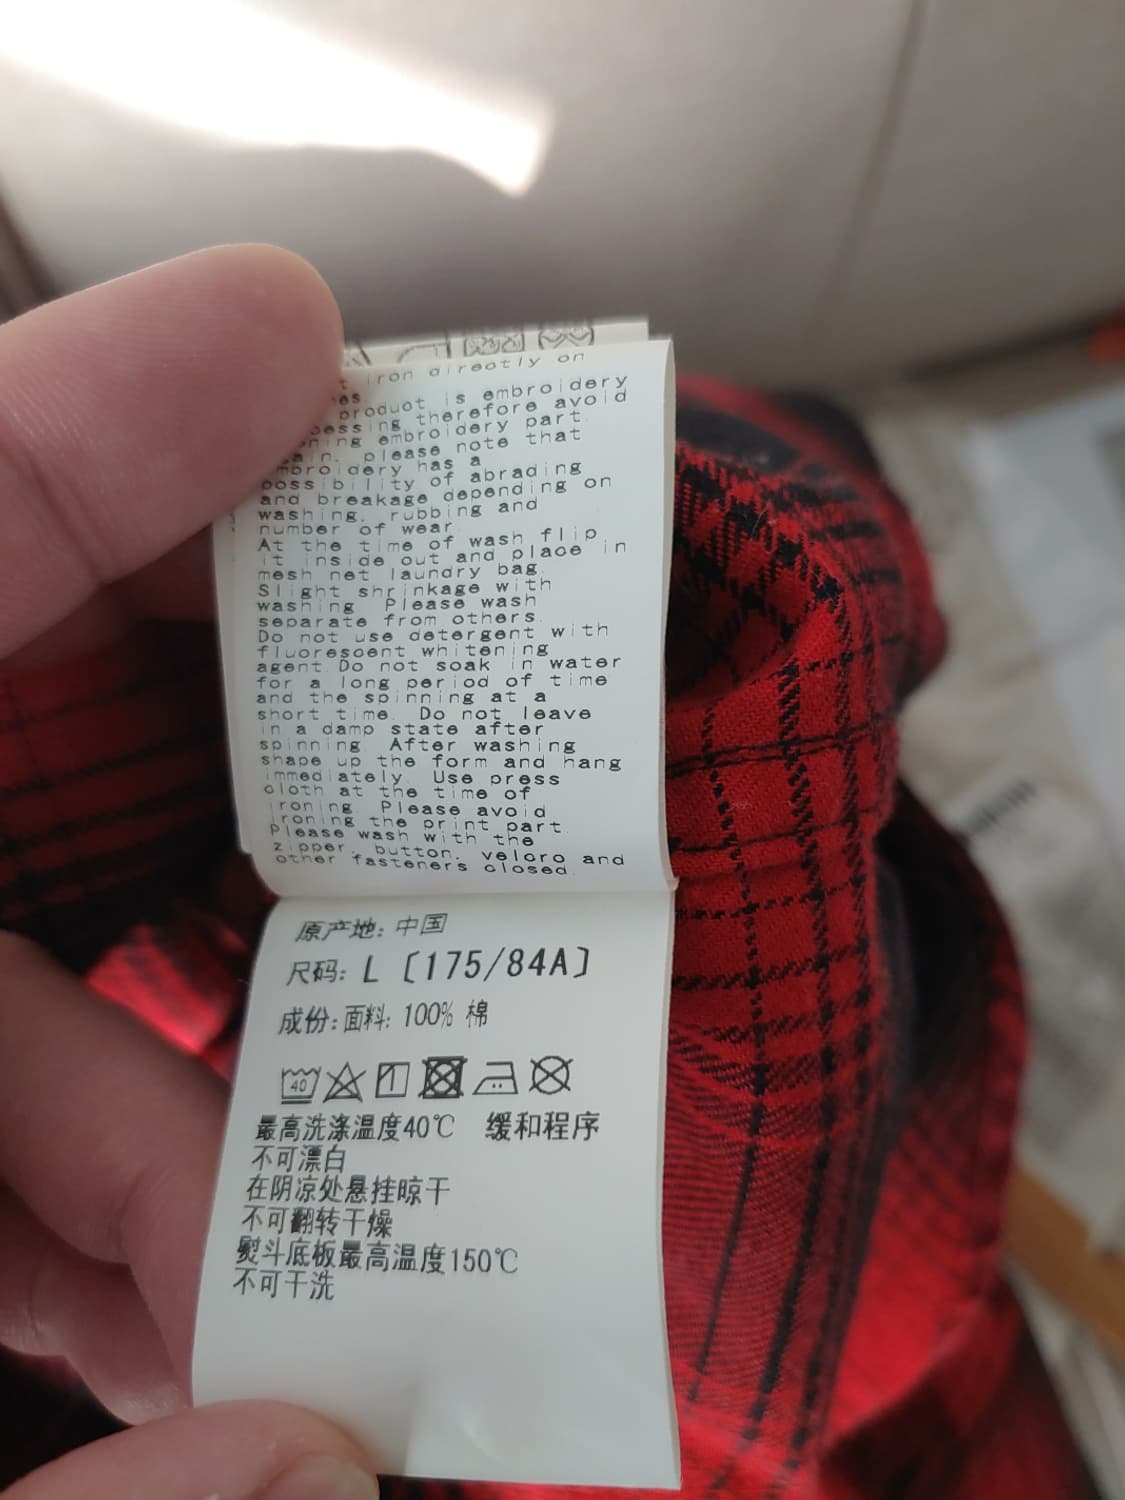 iron directly on
product is embroidery
therefore avoid
embroidery part.
please note that
embroidery has a
possibility of abrading
and breakage depending on
washing, rubbing and
number of wear.
At the time of wash flip
it inside out and place in
mesh net laundry bag.
Slight shrinkage with
washing. Please wash
separate from others.
Do not use detergent with
fluorescent whitening
agent.Do not soak in water
for a long period of time
and the spinning at a
short time. Do not leave
in a damp state after
spinning. After washing
shape up the form and hang
immediately. Use press
cloth at the time of
ironing. Please avoid
ironing the print part.
Please wash with the
zipper, button, velcro and
other fasteners closed.
原产地: 中国
尺码: L 〔175/84A〕
成份:面料: 100% 棉
40
最高洗涤温度40℃ 缓和程序
不可漂白
在阴凉处悬挂晾干
不可翻转干燥
熨斗底板最高温度150℃
不可干洗